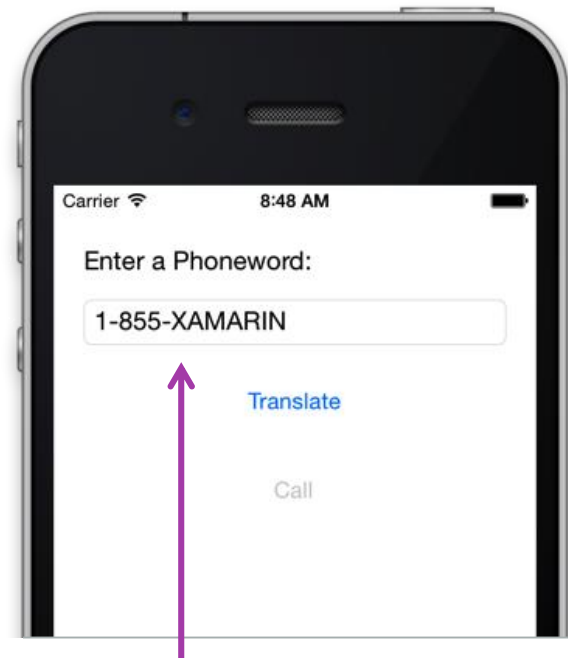 Carrier 8:48 AM
Enter a Phoneword:
1-855-XAMARIN
Translate
Call